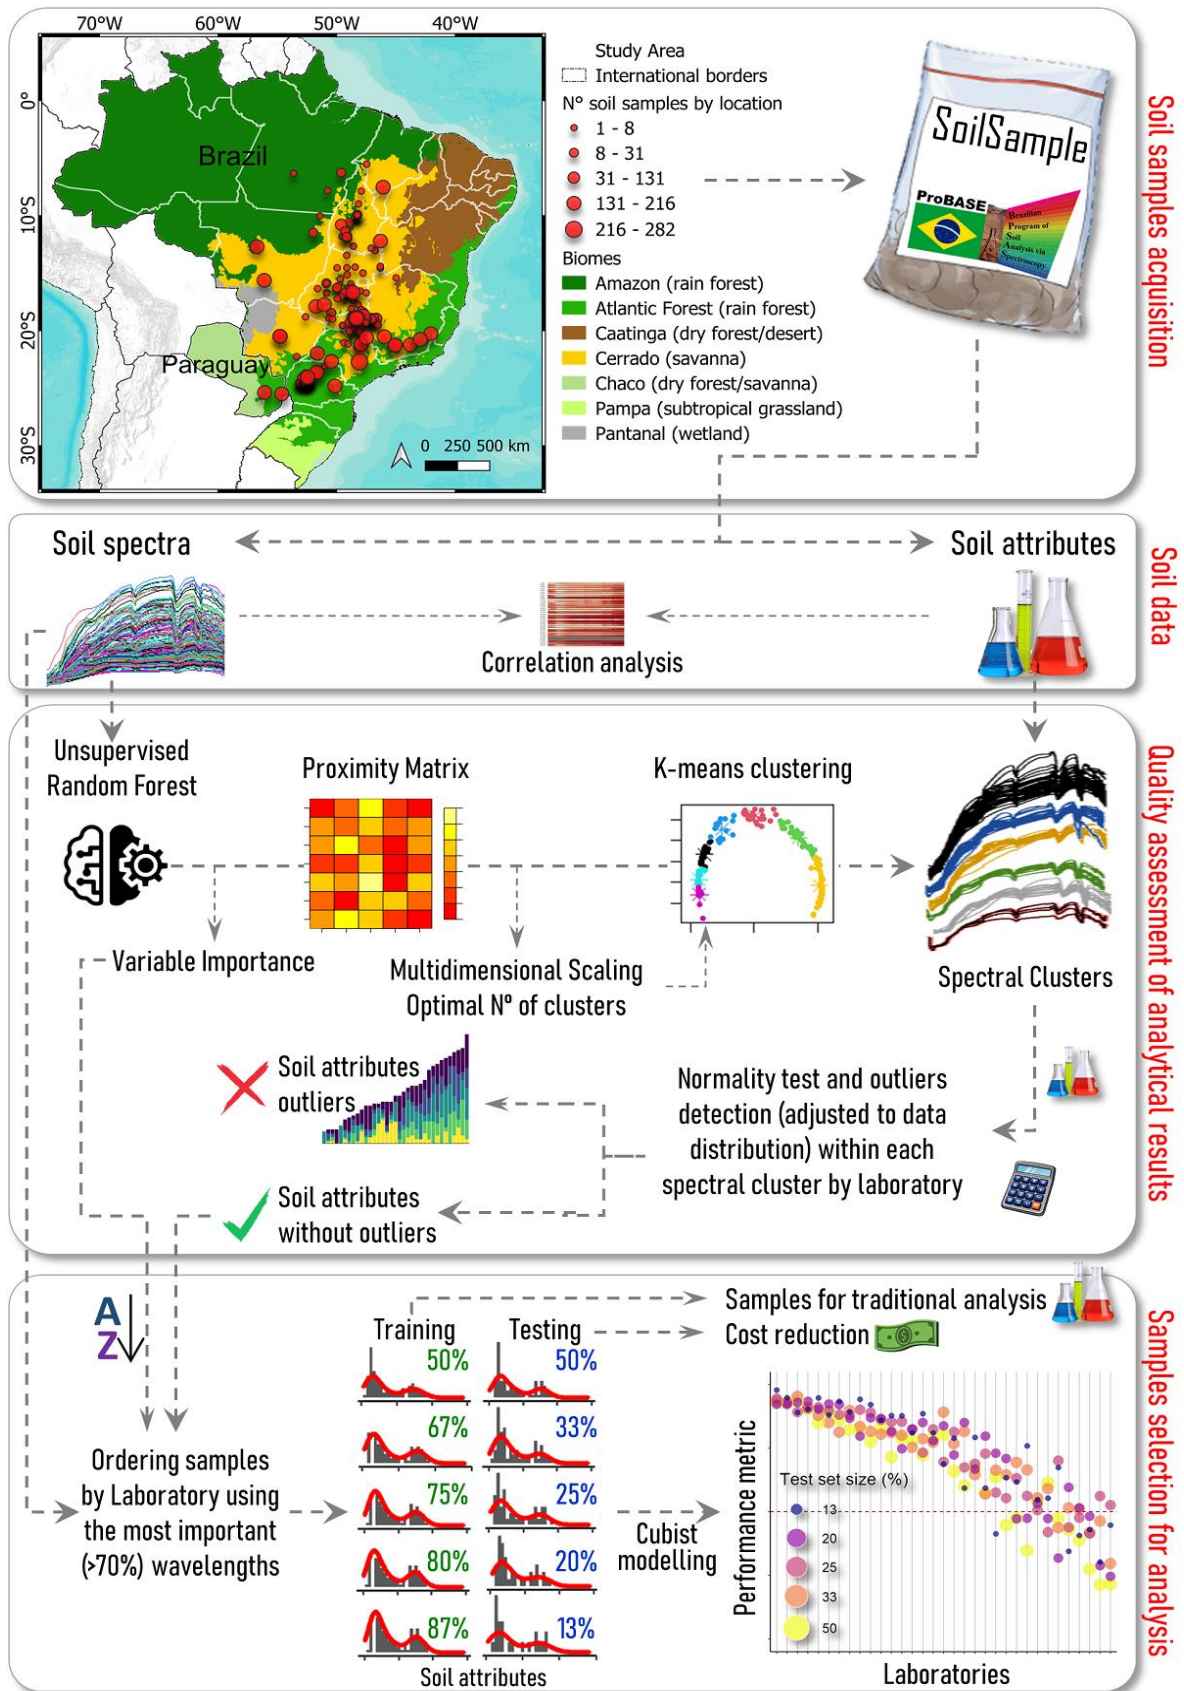 70°W
60°W
50°W
40°W
0°
10°S
20°S
30°S
Brazil
Paraguay
0 250 500 km
Study Area
International borders
N° soil samples by location
1 - 8
8 - 31
31 - 131
131 - 216
216 - 282
Biomes
Amazon (rain forest)
Atlantic Forest (rain forest)
Caatinga (dry forest/desert)
Cerrado (savanna)
Chaco (dry forest/savanna)
Pampa (subtropical grassland)
Pantanal (wetland)
SoilSample
ProBASE
Brazilian
Program of
Soil
Analysis via
Spectroscopy
Soil samples acquisition
Soil spectra
Soil attributes
Correlation analysis
Soil data
Unsupervised
Random Forest
Proximity Matrix
K-means clustering
Variable Importance
Multidimensional Scaling
Optimal Nº of clusters
Spectral Clusters
Soil attributes
outliers
Normality test and outliers
detection (adjusted to data
distribution) within each
spectral cluster by laboratory
Soil attributes
without outliers
Quality assessment of analytical results
A
Z
Training
Testing
Samples for traditional analysis
Cost reduction
50%
50%
67%
33%
75%
25%
80%
20%
87%
13%
Soil attributes
Ordering samples
by Laboratory using
the most important
(>70%) wavelengths
Cubist
modelling
Performance metric
Test set size (%)
13
20
25
33
50
Laboratories
Samples selection for analysis